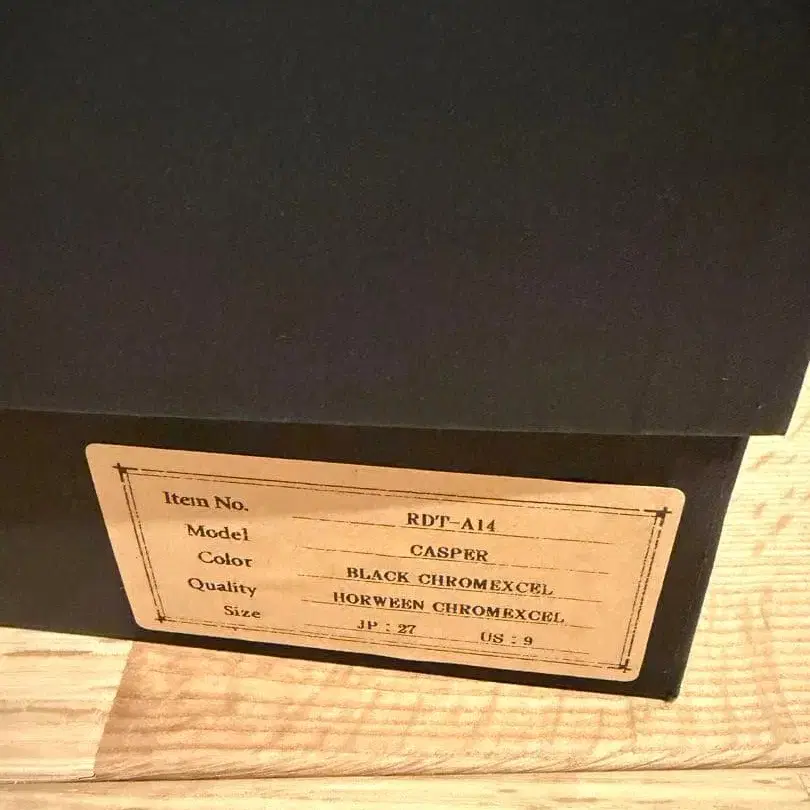 Item No. RDT-A14
Model CASPER
Color BLACK CHROMEXCEL
Quality HORWEEN CHROMEXCEL
Size JP : 27 US : 9